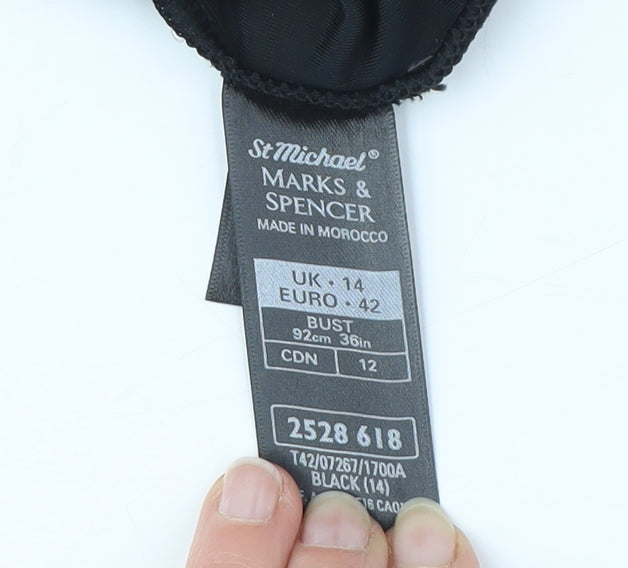 St Michael®
MARKS &
SPENCER
MADE IN MOROCCO
UK · 14
EURO · 42
BUST
92cm 36in
CDN 12
2528 618
T42/07267/1700A
BLACK (14)